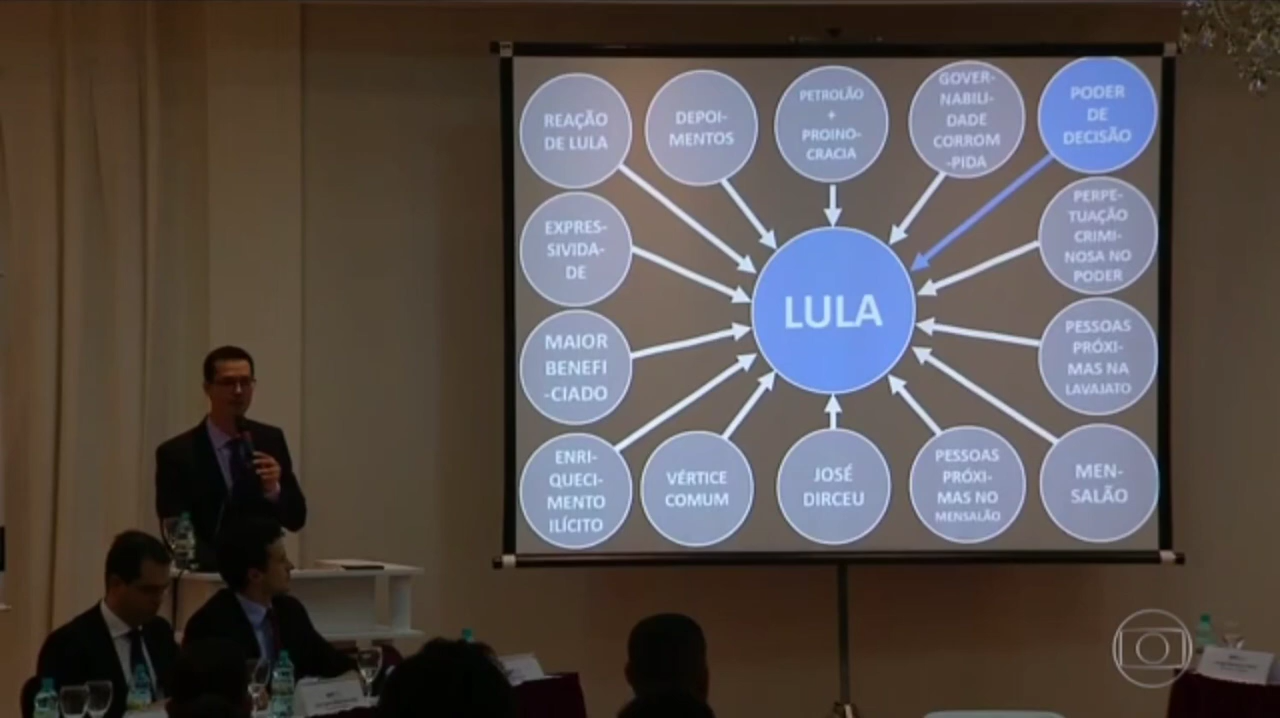 REAÇÃO
DE LULA
DEPOI-
MENTOS
PETROLÃO
+
PROINO-
CRACIA
GOVER-
NABILI-
DADE
CORROM-
-PIDA
PODER
DE
DECISÃO
EXPRES-
SIVIDA-
DE
PERPE-
TUAÇÃO
CRIMI-
NOSA NO
PODER
LULA
MAIOR
BENEFI
-CIADO
PESSOAS
PRÓXI-
MAS NA
LAVAJATO
ENRI-
QUECI-
MENTO
ILÍCITO
VÉRTICE
COMUM
JOSÉ
DIRCEU
PESSOAS
PRÓXI-
MAS NO
MENSALÃO
MEN-
SALÃO